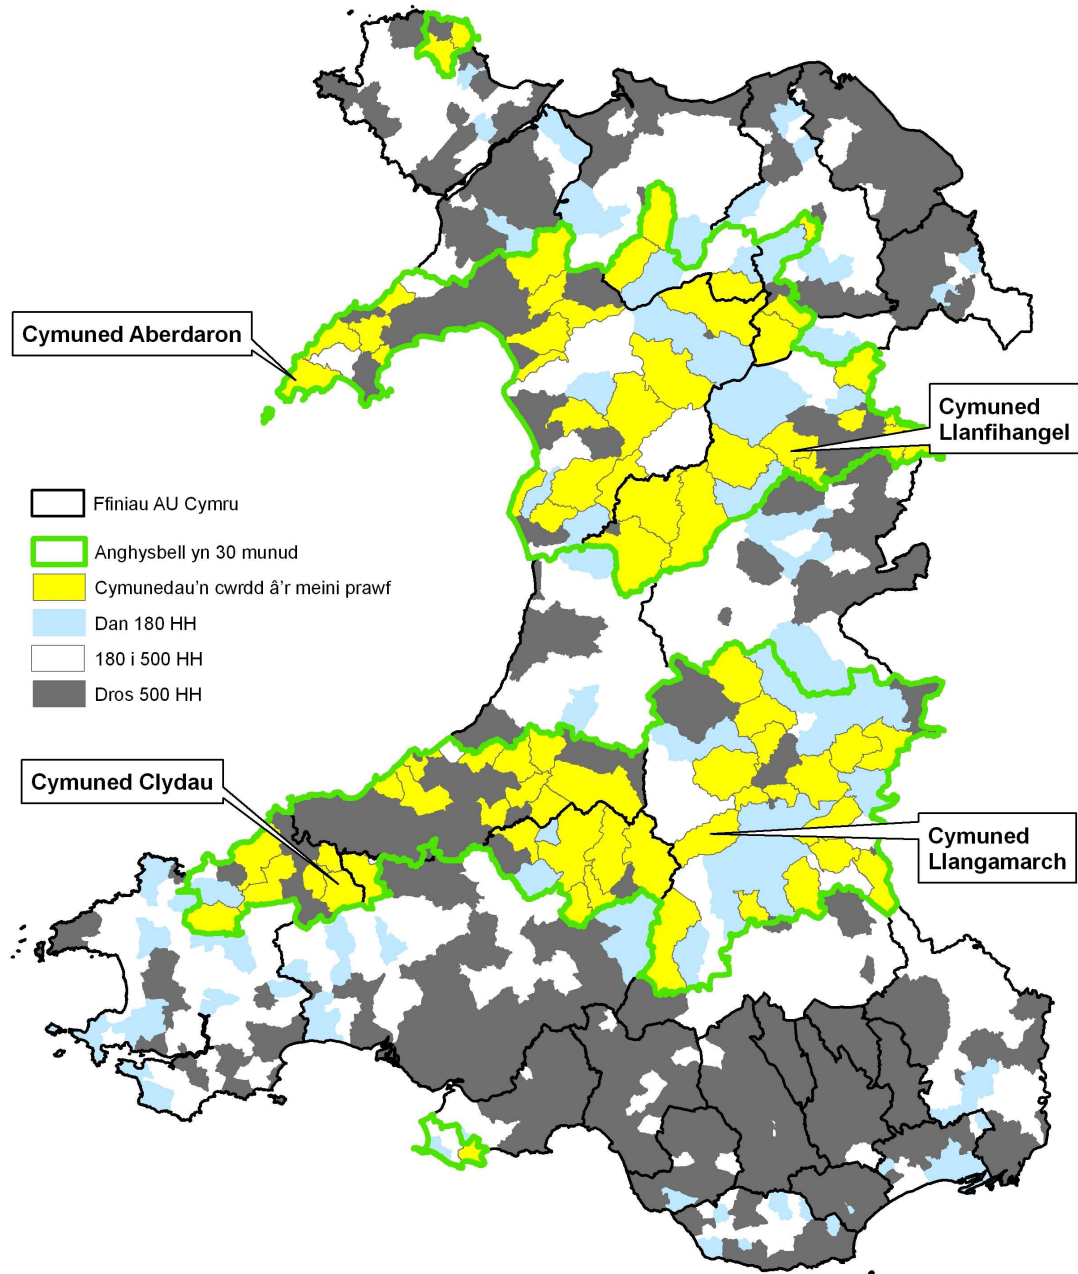 Cymuned Aberdaron
Cymuned
Llanfihangel
Ffiniau AU Cymru
Anghysbell yn 30 munud
Cymunedau'n cwrdd â'r meini prawf
Dan 180 HH
180 i 500 HH
Dros 500 HH
Cymuned Clydau
Cymuned
Llangamarch